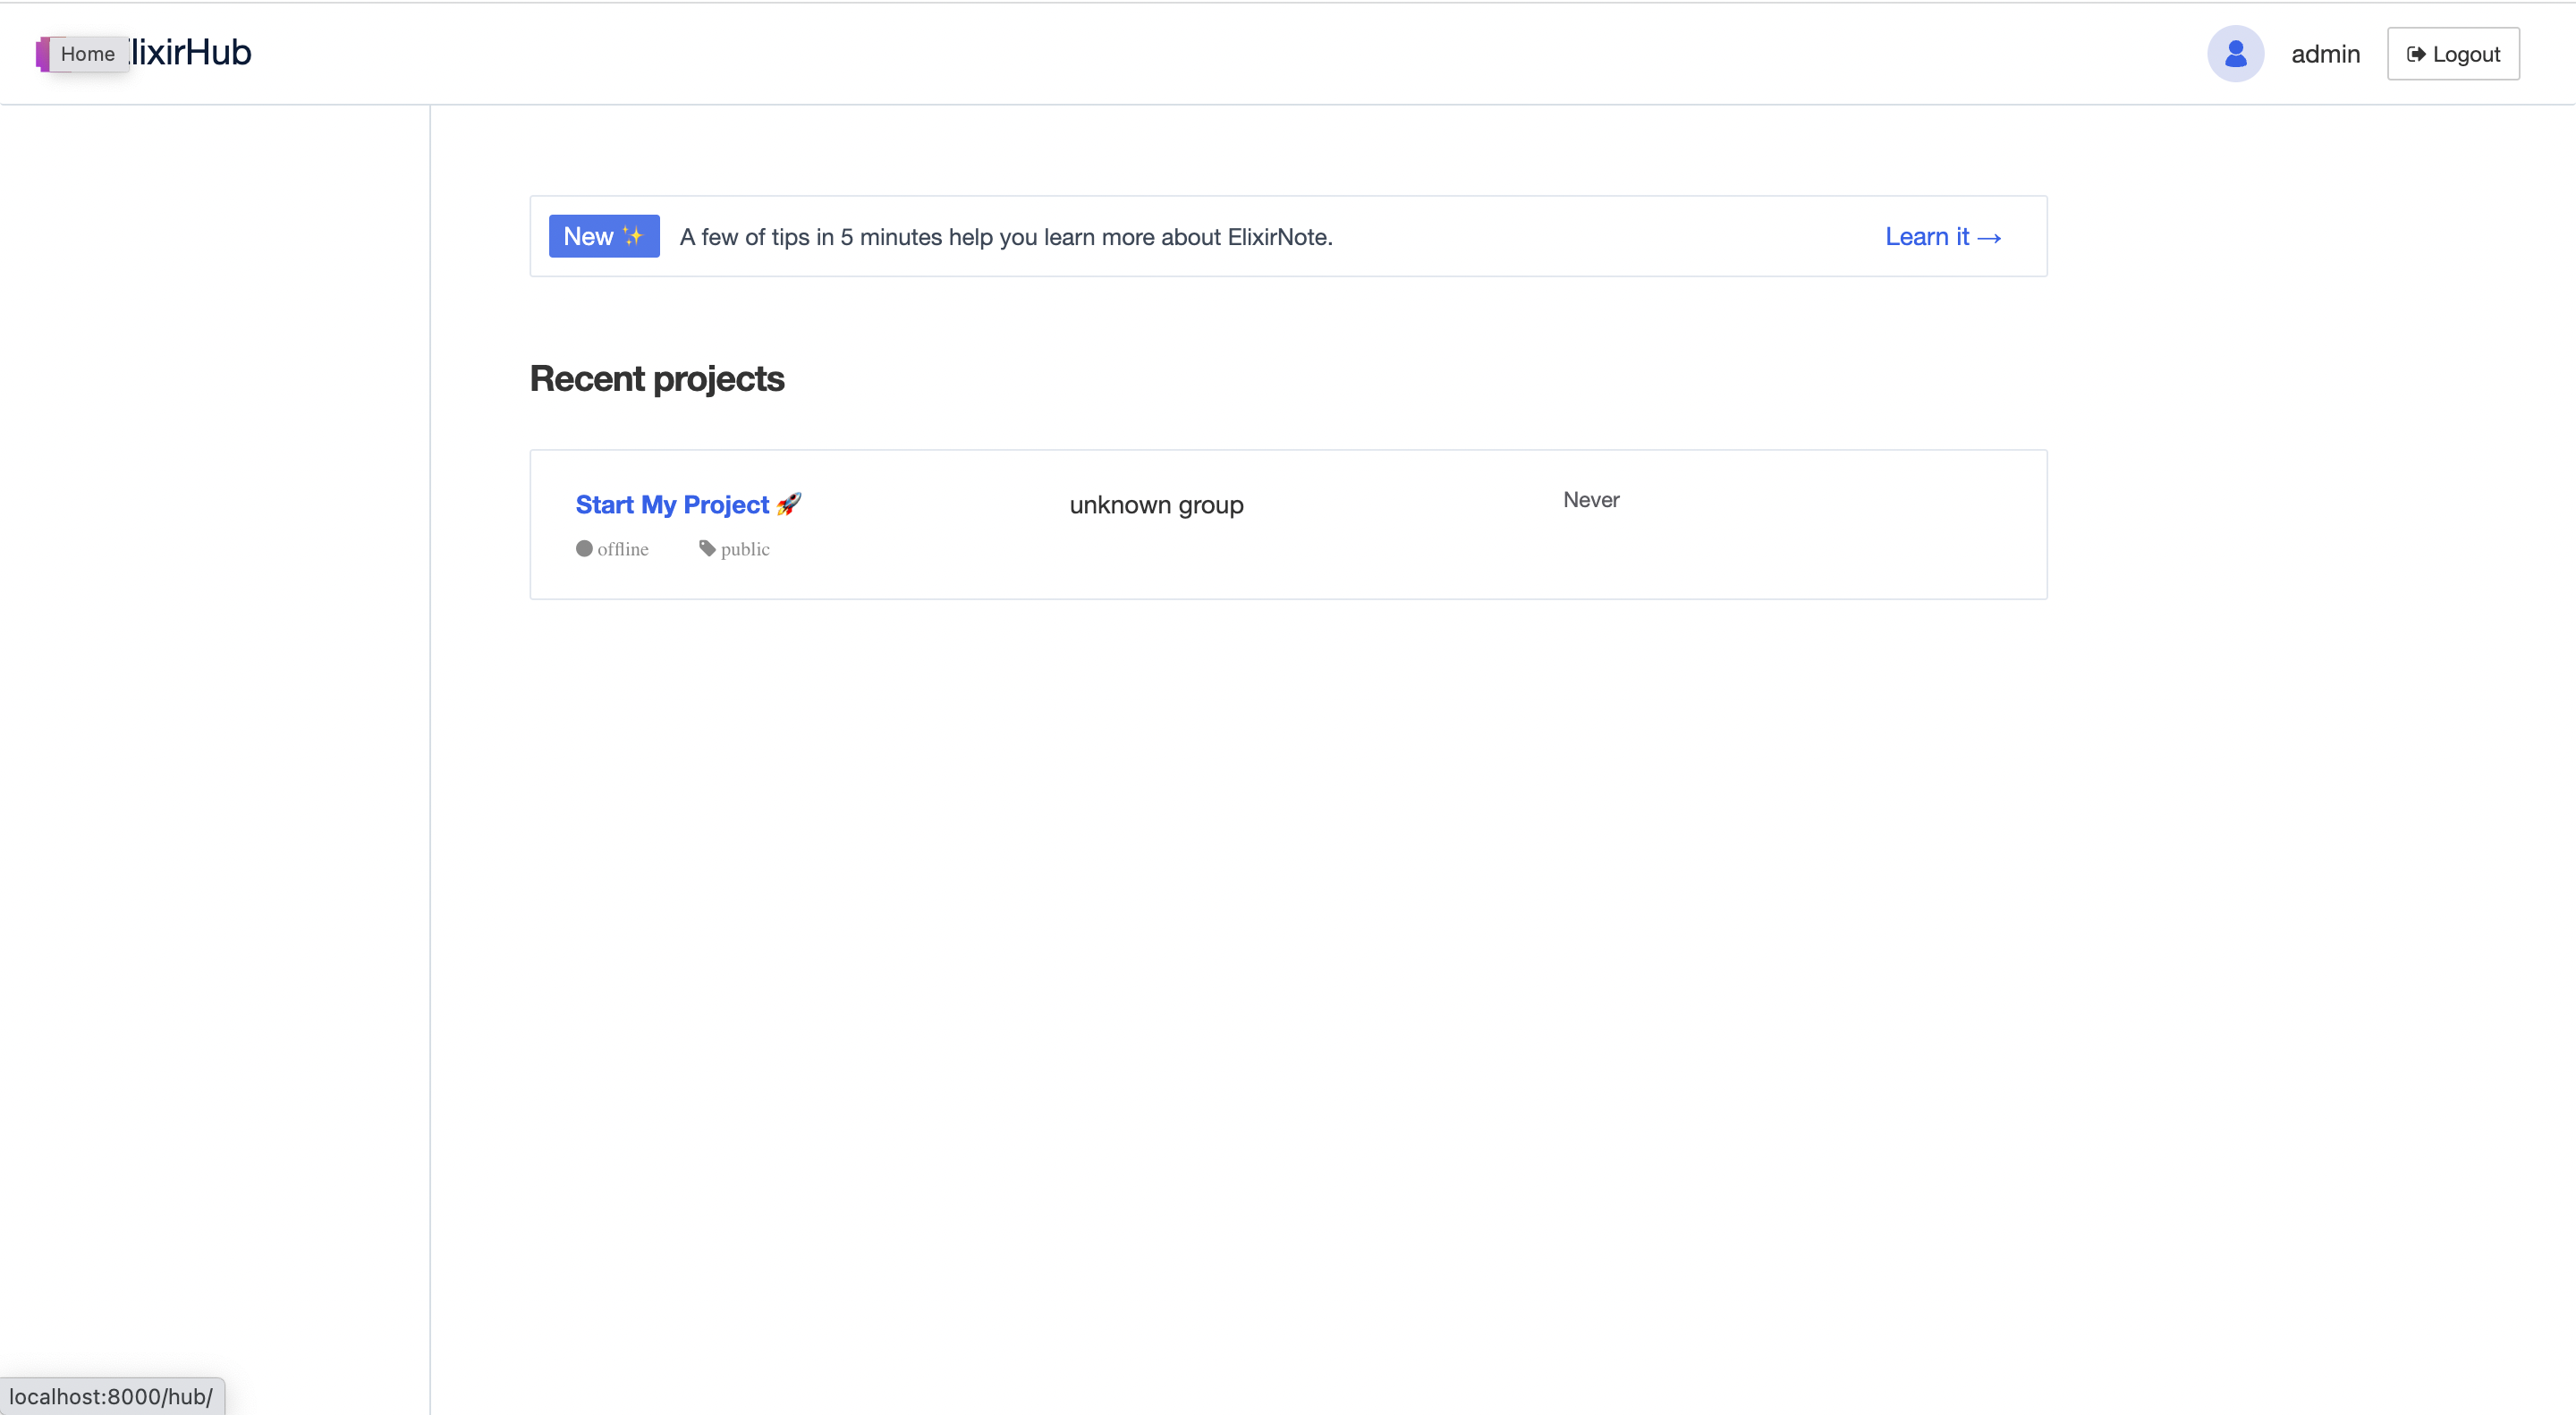 Home
lixirHub
admin
Logout
New ✨ A few of tips in 5 minutes help you learn more about ElixirNote.
Learn it →
Recent projects
Start My Project 🚀
unknown group
Never
offline
public
localhost:8000/hub/